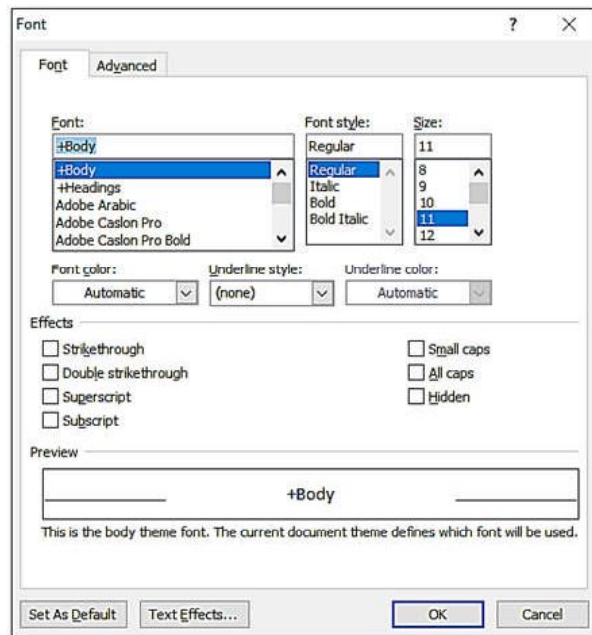 Font ? ×
Font Advanced
Font: Font style: Size:
+Body Regular 11
+Body Regular 8
+Headings Italic 9
Adobe Arabic Bold 10
Adobe Caslon Pro Bold Italic 11
Adobe Caslon Pro Bold 12
Font color: Underline style: Underline color:
Automatic (none) Automatic
Effects
Strikethrough Small caps
Double strikethrough All caps
Superscript Hidden
Subscript
Preview
+Body
This is the body theme font. The current document theme defines which font will be used.
Set As Default Text Effects... OK Cancel